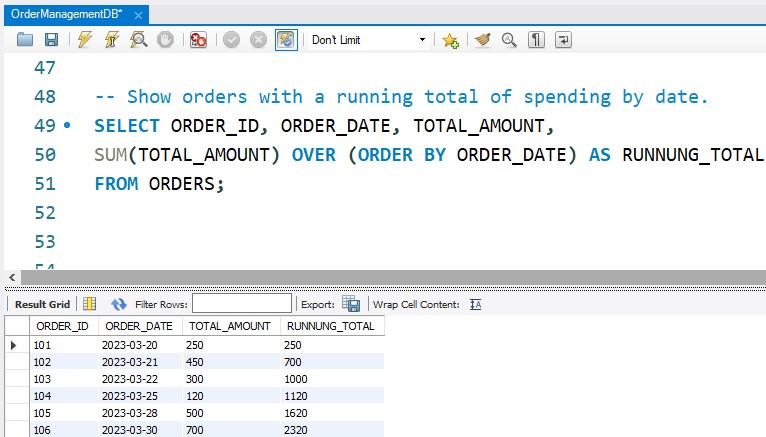 OrderManagementDB*
Don't Limit
47
48 -- Show orders with a running total of spending by date.
49 SELECT ORDER_ID, ORDER_DATE, TOTAL_AMOUNT,
50 SUM(TOTAL_AMOUNT) OVER (ORDER BY ORDER_DATE) AS RUNNUNG_TOTAL
51 FROM ORDERS;
52
53
54
Result Grid Filter Rows: Export: Wrap Cell Content:
ORDER_ID ORDER_DATE TOTAL_AMOUNT RUNNUNG_TOTAL
101 2023-03-20 250 250
102 2023-03-21 450 700
103 2023-03-22 300 1000
104 2023-03-25 120 1120
105 2023-03-28 500 1620
106 2023-03-30 700 2320